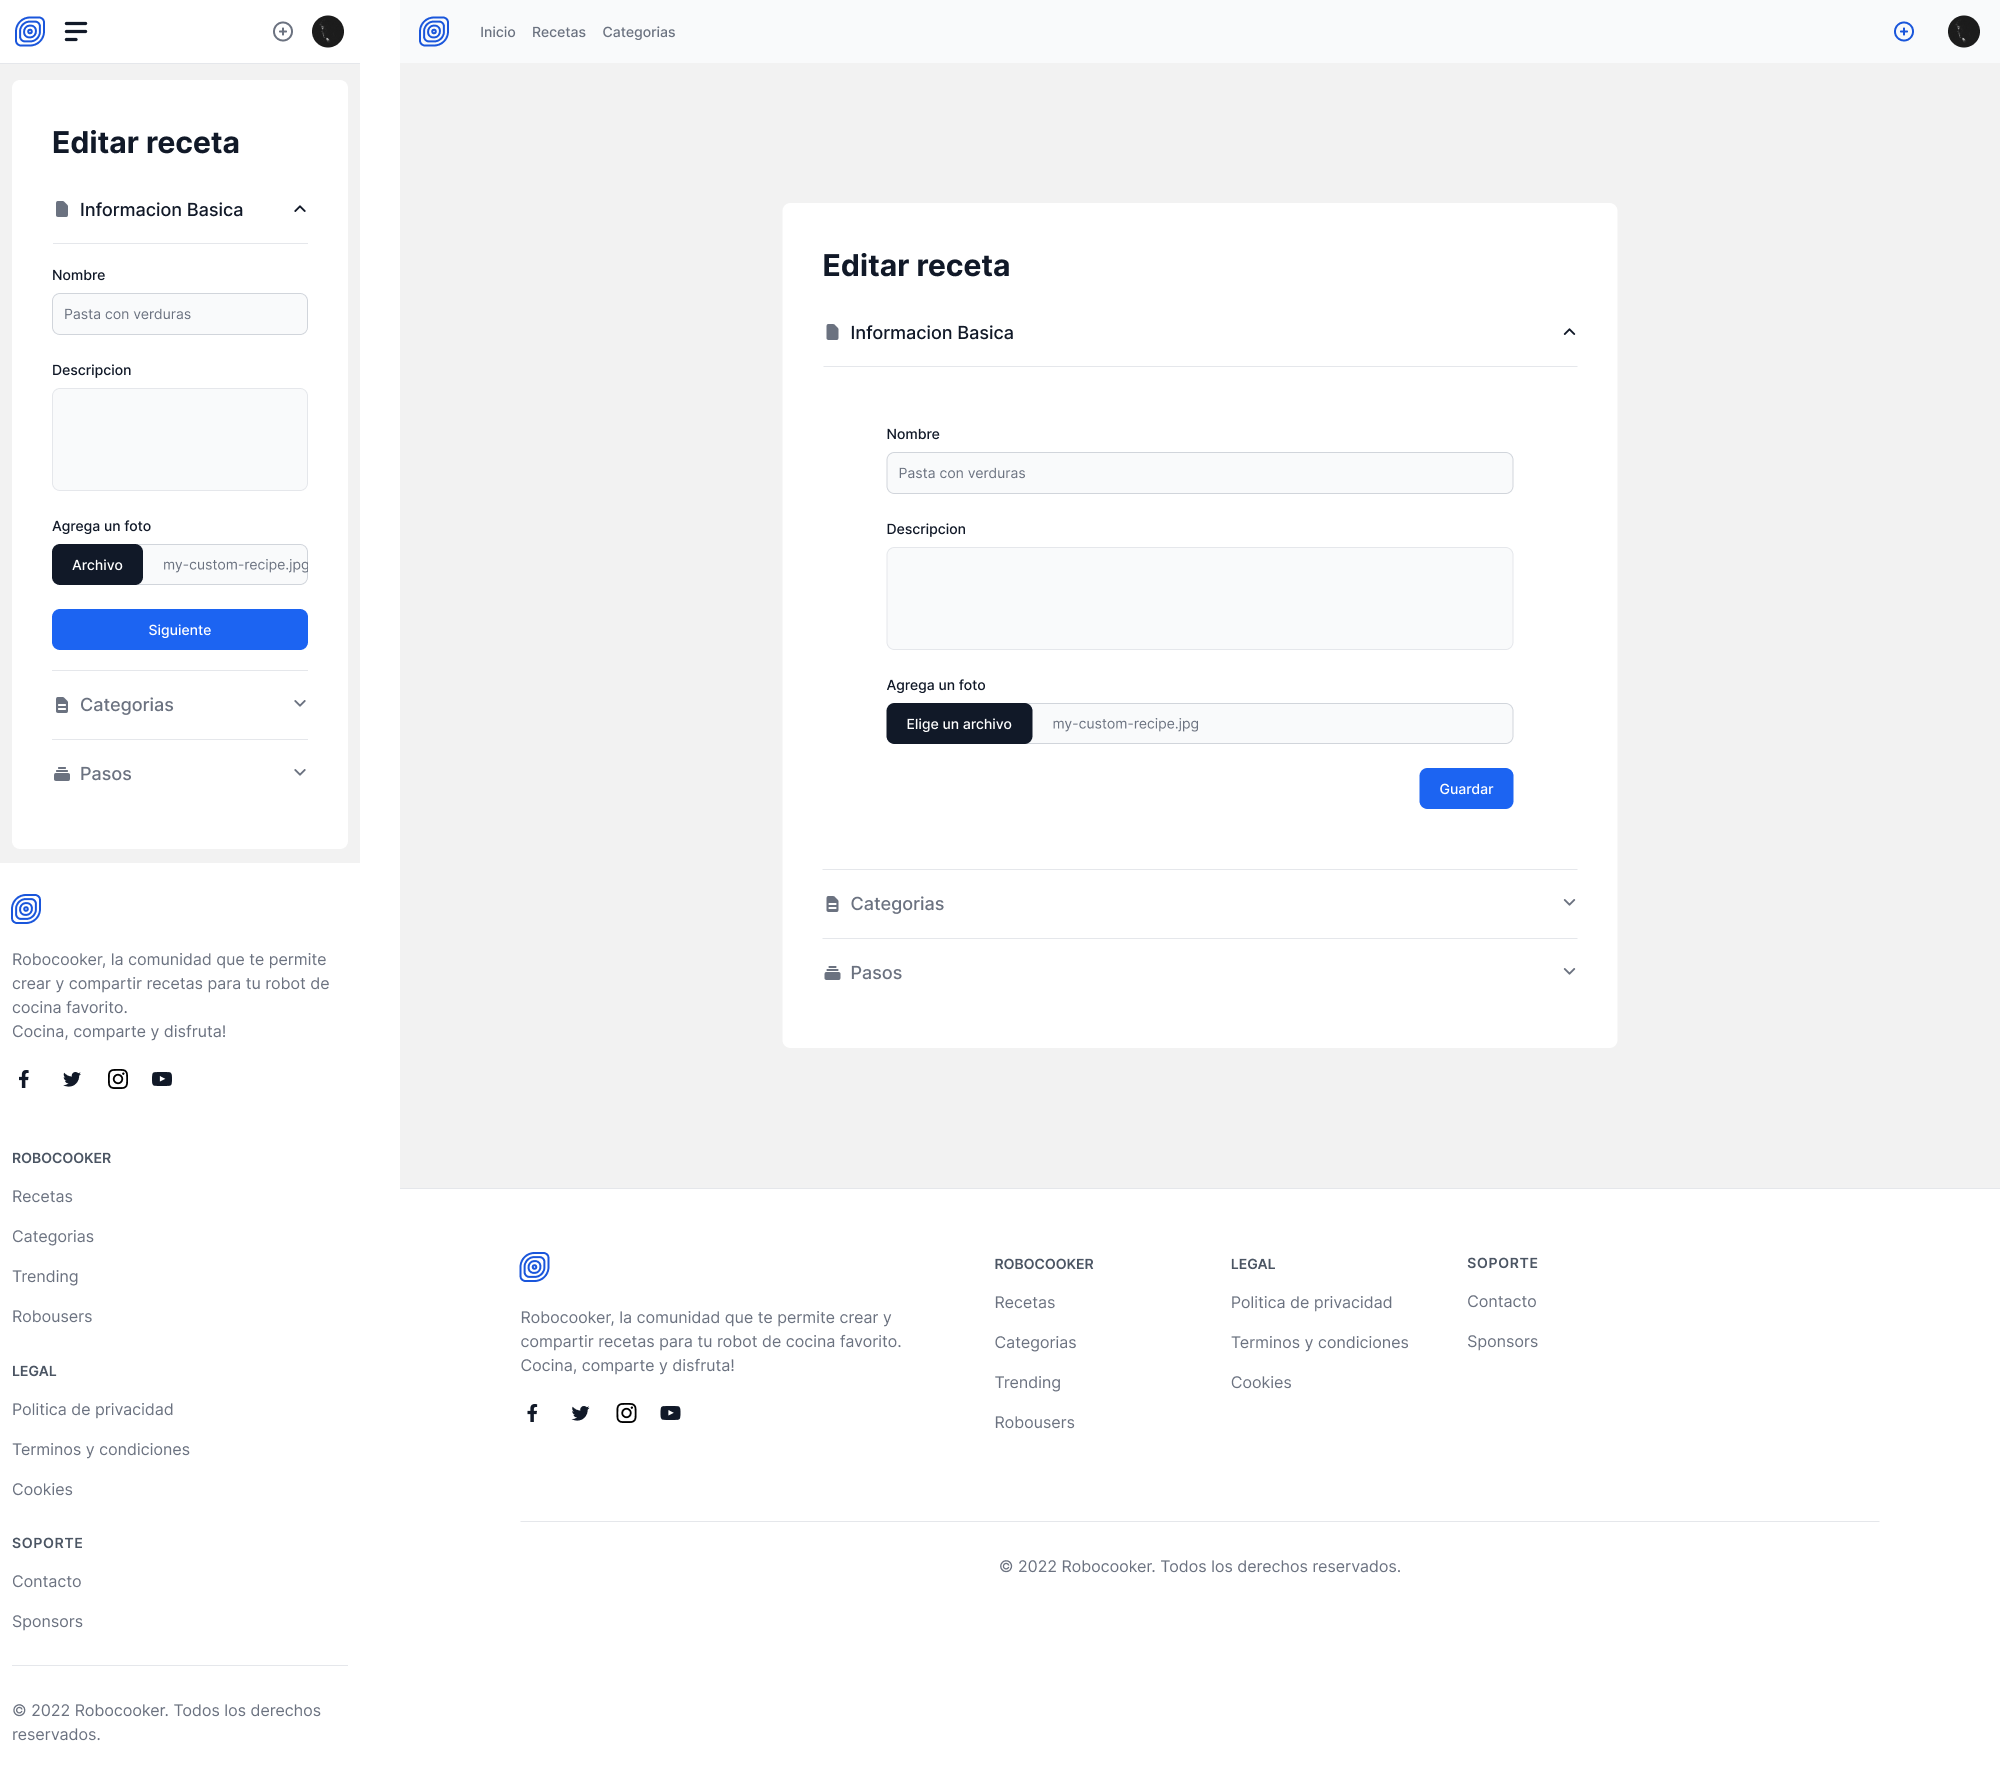 Editar receta
Informacion Basica
Nombre
Pasta con verduras
Descripcion
Agrega un foto
Archivo
my-custom-recipe.jpg
Siguiente
Categorias
Pasos
Robocooker, la comunidad que te permite
crear y compartir recetas para tu robot de
cocina favorito.
Cocina, comparte y disfruta!
ROBOCOOKER
Recetas
Categorias
Trending
Robousers
LEGAL
Politica de privacidad
Terminos y condiciones
Cookies
SOPORTE
Contacto
Sponsors
© 2022 Robocooker. Todos los derechos
reservados.
Inicio
Recetas
Categorias
Editar receta
Informacion Basica
Nombre
Pasta con verduras
Descripcion
Agrega un foto
Elige un archivo
my-custom-recipe.jpg
Guardar
Categorias
Pasos
Robocooker, la comunidad que te permite crear y
compartir recetas para tu robot de cocina favorito.
Cocina, comparte y disfruta!
ROBOCOOKER
Recetas
Categorias
Trending
Robousers
LEGAL
Politica de privacidad
Terminos y condiciones
Cookies
SOPORTE
Contacto
Sponsors
© 2022 Robocooker. Todos los derechos reservados.